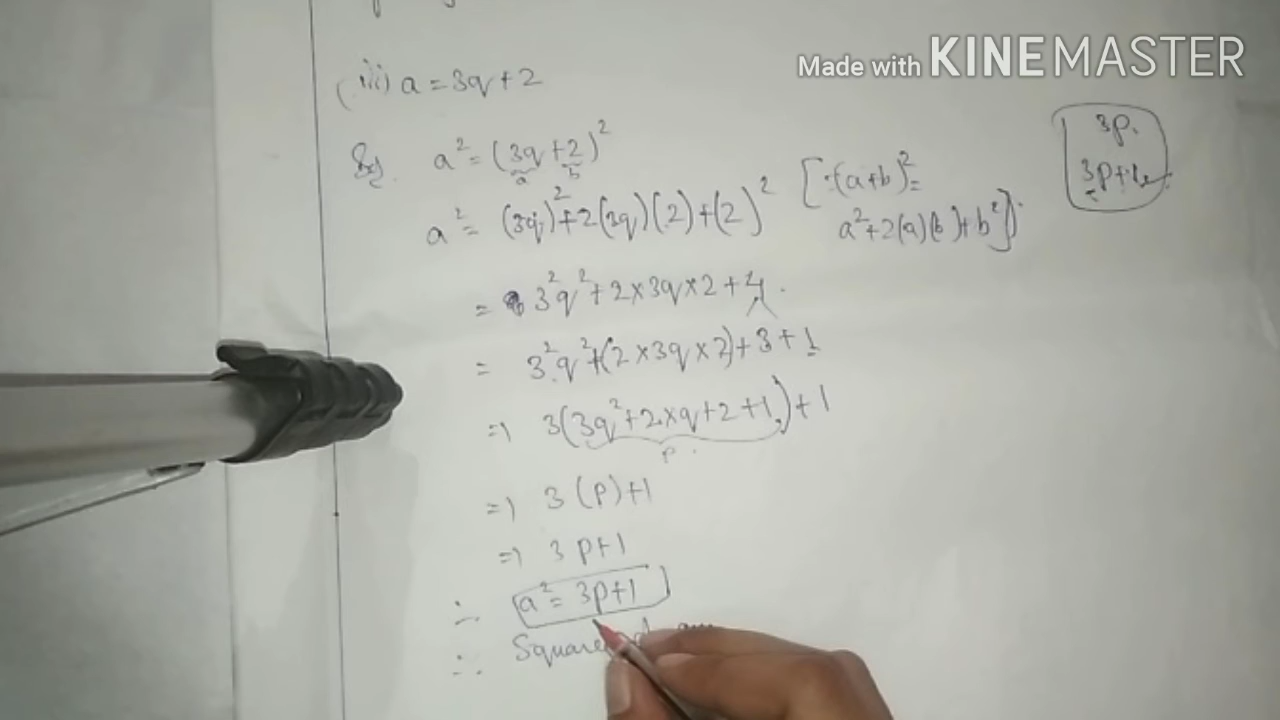 Made with KINEMASTER
(iii) a = 3q + 2
a² = (3q + 2)²
a b
a² = (3q)² + 2(3q)(2) + (2)² [∵ (a+b)² =
a² + 2(a)(b) + b²]
3p.
3p+1
= 3²q² + 2×3q×2 + 4.
= 3²q² + (2×3q×2) + 3 + 1
⇒ 3(3q² + 2×q+2+1) + 1
p.
⇒ 3(p)+1
⇒ 3p+1
∴ a² = 3p+1
∴ Square